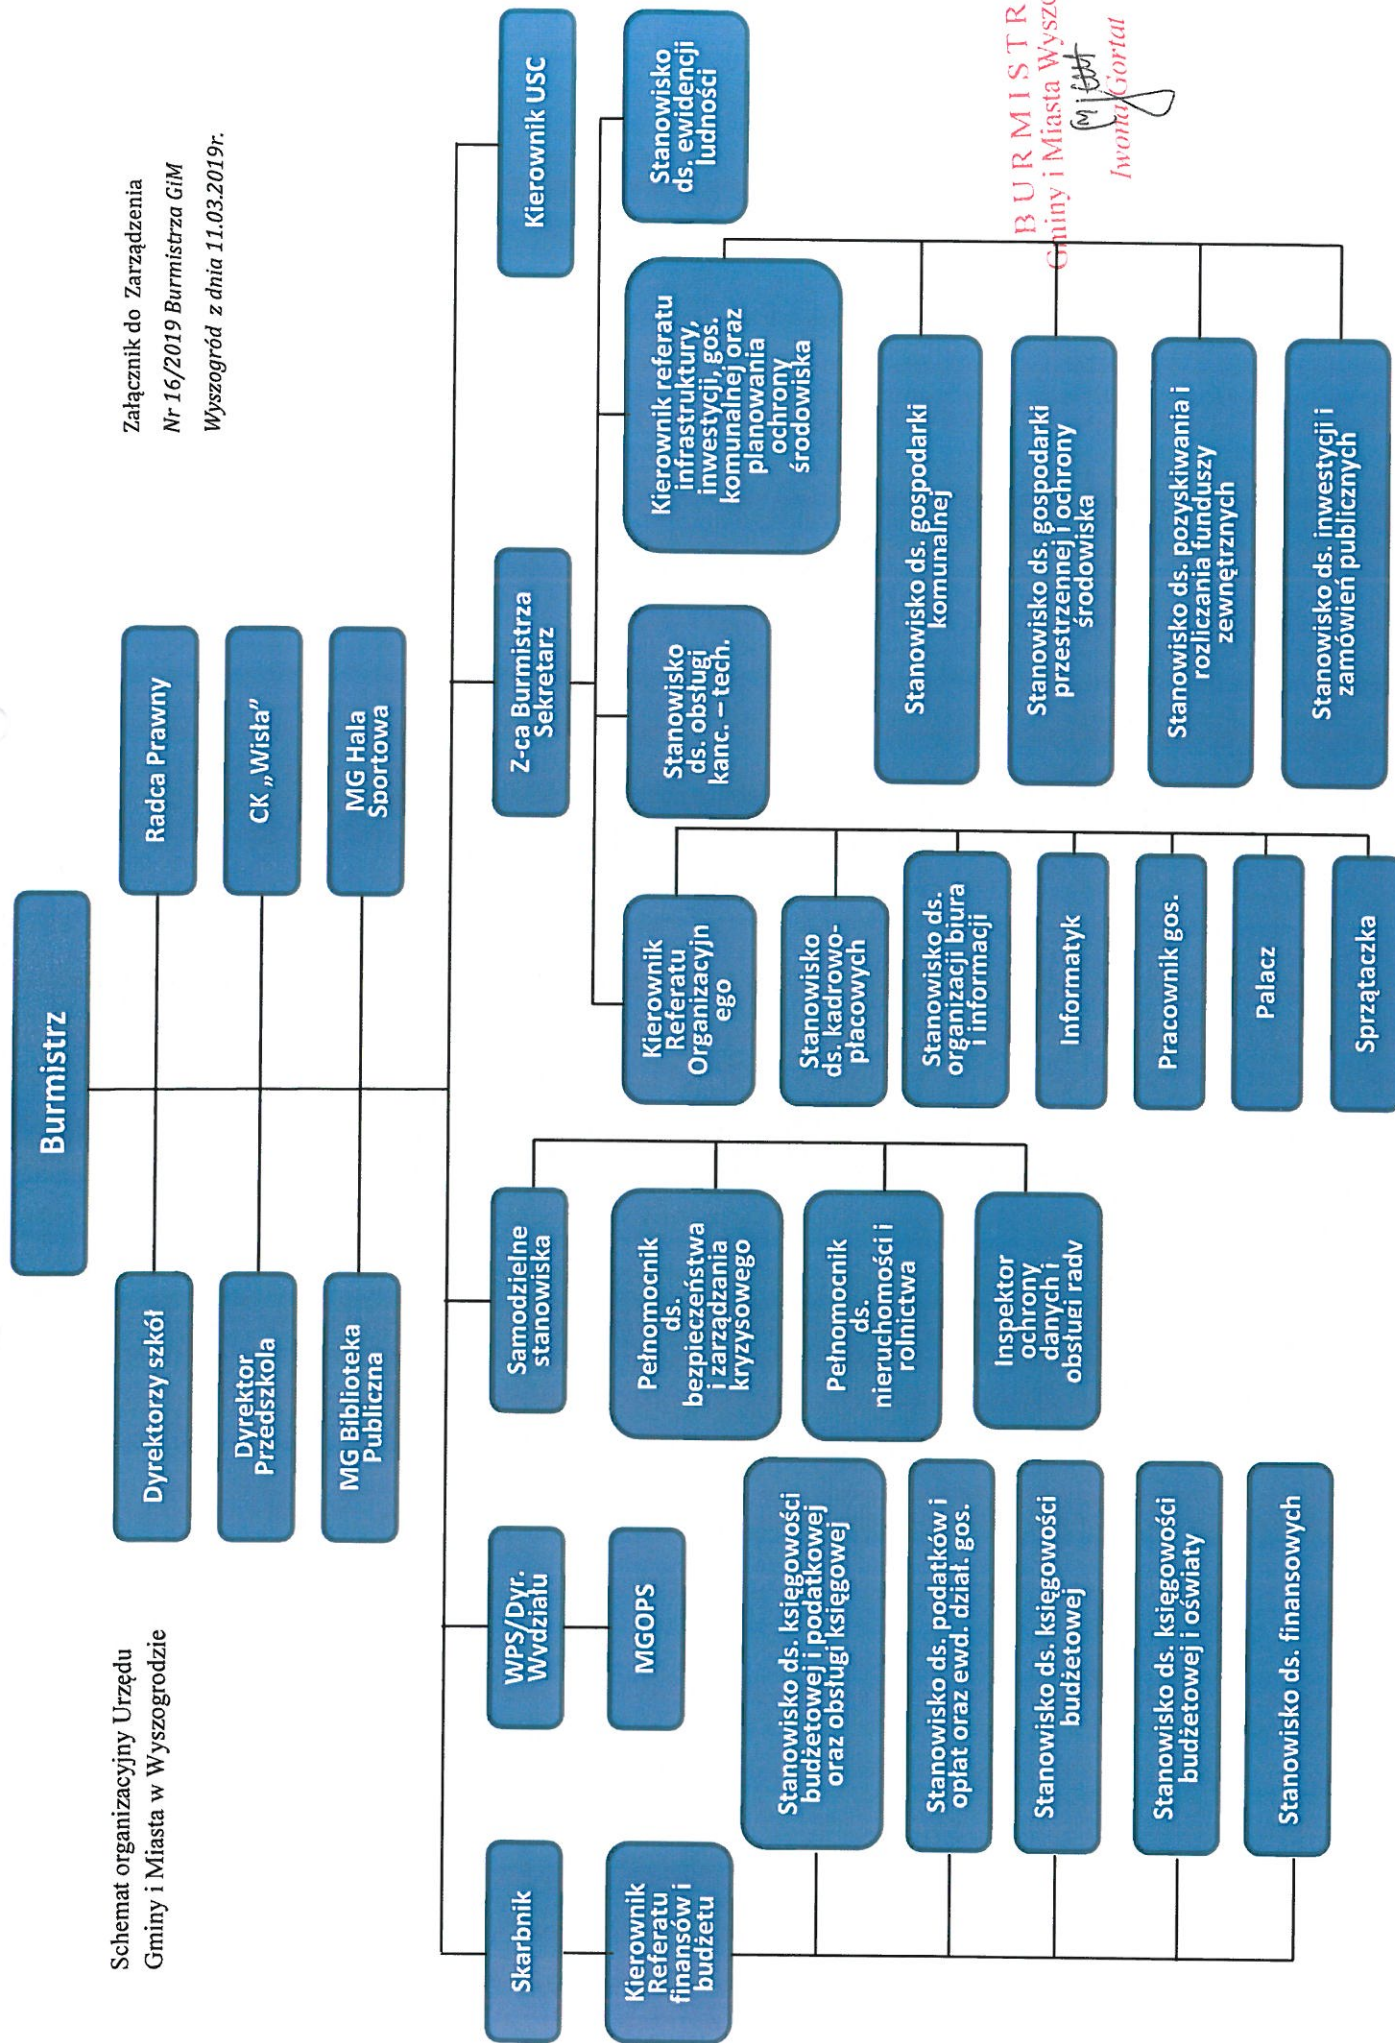 Schemat organizacyjny Urzędu
Gminy i Miasta w Wyszogrodzie
Załącznik do Zarządzenia
Nr 16/2019 Burmistrza GiM
Wyszogród z dnia 11.03.2019r.
Burmistrz
Dyrektorzy szkół
Radca Prawny
Dyrektor
Przedszkola
CK „Wisła”
MG Biblioteka
Publiczna
MG Hala
Sportowa
Skarbnik
WPS/Dyr.
Wydziału
Samodzielne
stanowiska
Z-ca Burmistrza
Sekretarz
Kierownik USC
Kierownik
Referatu
finansów i
budżetu
Stanowisko ds. księgowości
budżetowej i podatkowej
oraz obsługi księgowej
Stanowisko ds. podatków i
opłat oraz ewd. dział. gos.
Stanowisko ds. księgowości
budżetowej
Stanowisko ds. księgowości
budżetowej i oświaty
Stanowisko ds. finansowych
MGOPS
Pełnomocnik
ds.
bezpieczeństwa
i zarządzania
kryzysowego
Pełnomocnik
ds.
nieruchomości i
rolnictwa
Inspektor
ochrony
danych i
obsługi rady
Kierownik
Referatu
Organizacyjn
ego
Stanowisko
ds. kadrowo-
płacowych
Stanowisko ds.
organizacji biura
i informacji
Informatyk
Pracownik gos.
Palacz
Sprzątaczka
Stanowisko
ds. obsługi
kanc. – tech.
Kierownik referatu
infrastruktury,
inwestycji, gos.
komunalnej oraz
planowania
ochrony
środowiska
Stanowisko ds. gospodarki
komunalnej
Stanowisko ds. gospodarki
przestrzennej i ochrony
środowiska
Stanowisko ds. pozyskiwania i
rozliczania funduszy
zewnętrznych
Stanowisko ds. inwestycji i
zamówień publicznych
Stanowisko
ds. ewidencji
ludności
BURMISTR
Gminy i Miasta Wyszo
Iwona Gortat